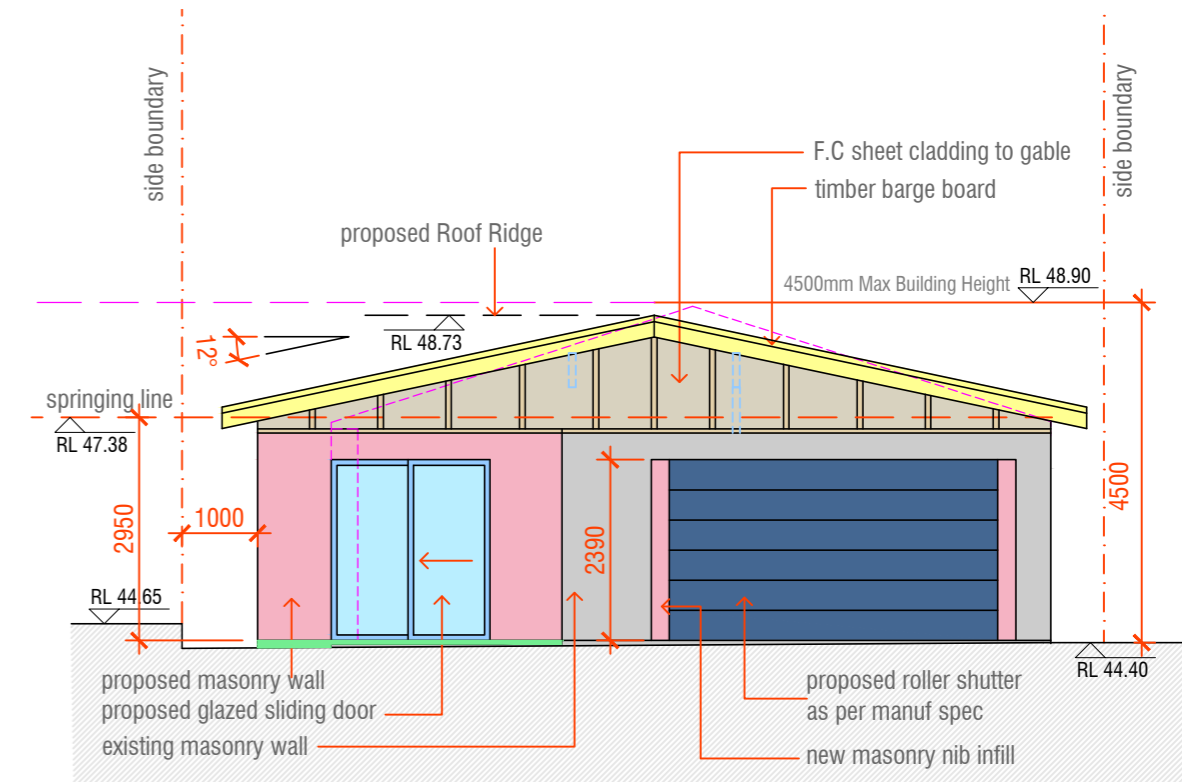 side boundary
side boundary
F.C sheet cladding to gable
timber barge board
proposed Roof Ridge
4500mm Max Building Height
RL 48.90
RL 48.73
12°
springing line
RL 47.38
2950
1000
2390
4500
RL 44.65
RL 44.40
proposed masonry wall
proposed glazed sliding door
existing masonry wall
proposed roller shutter
as per manuf spec
new masonry nib infill